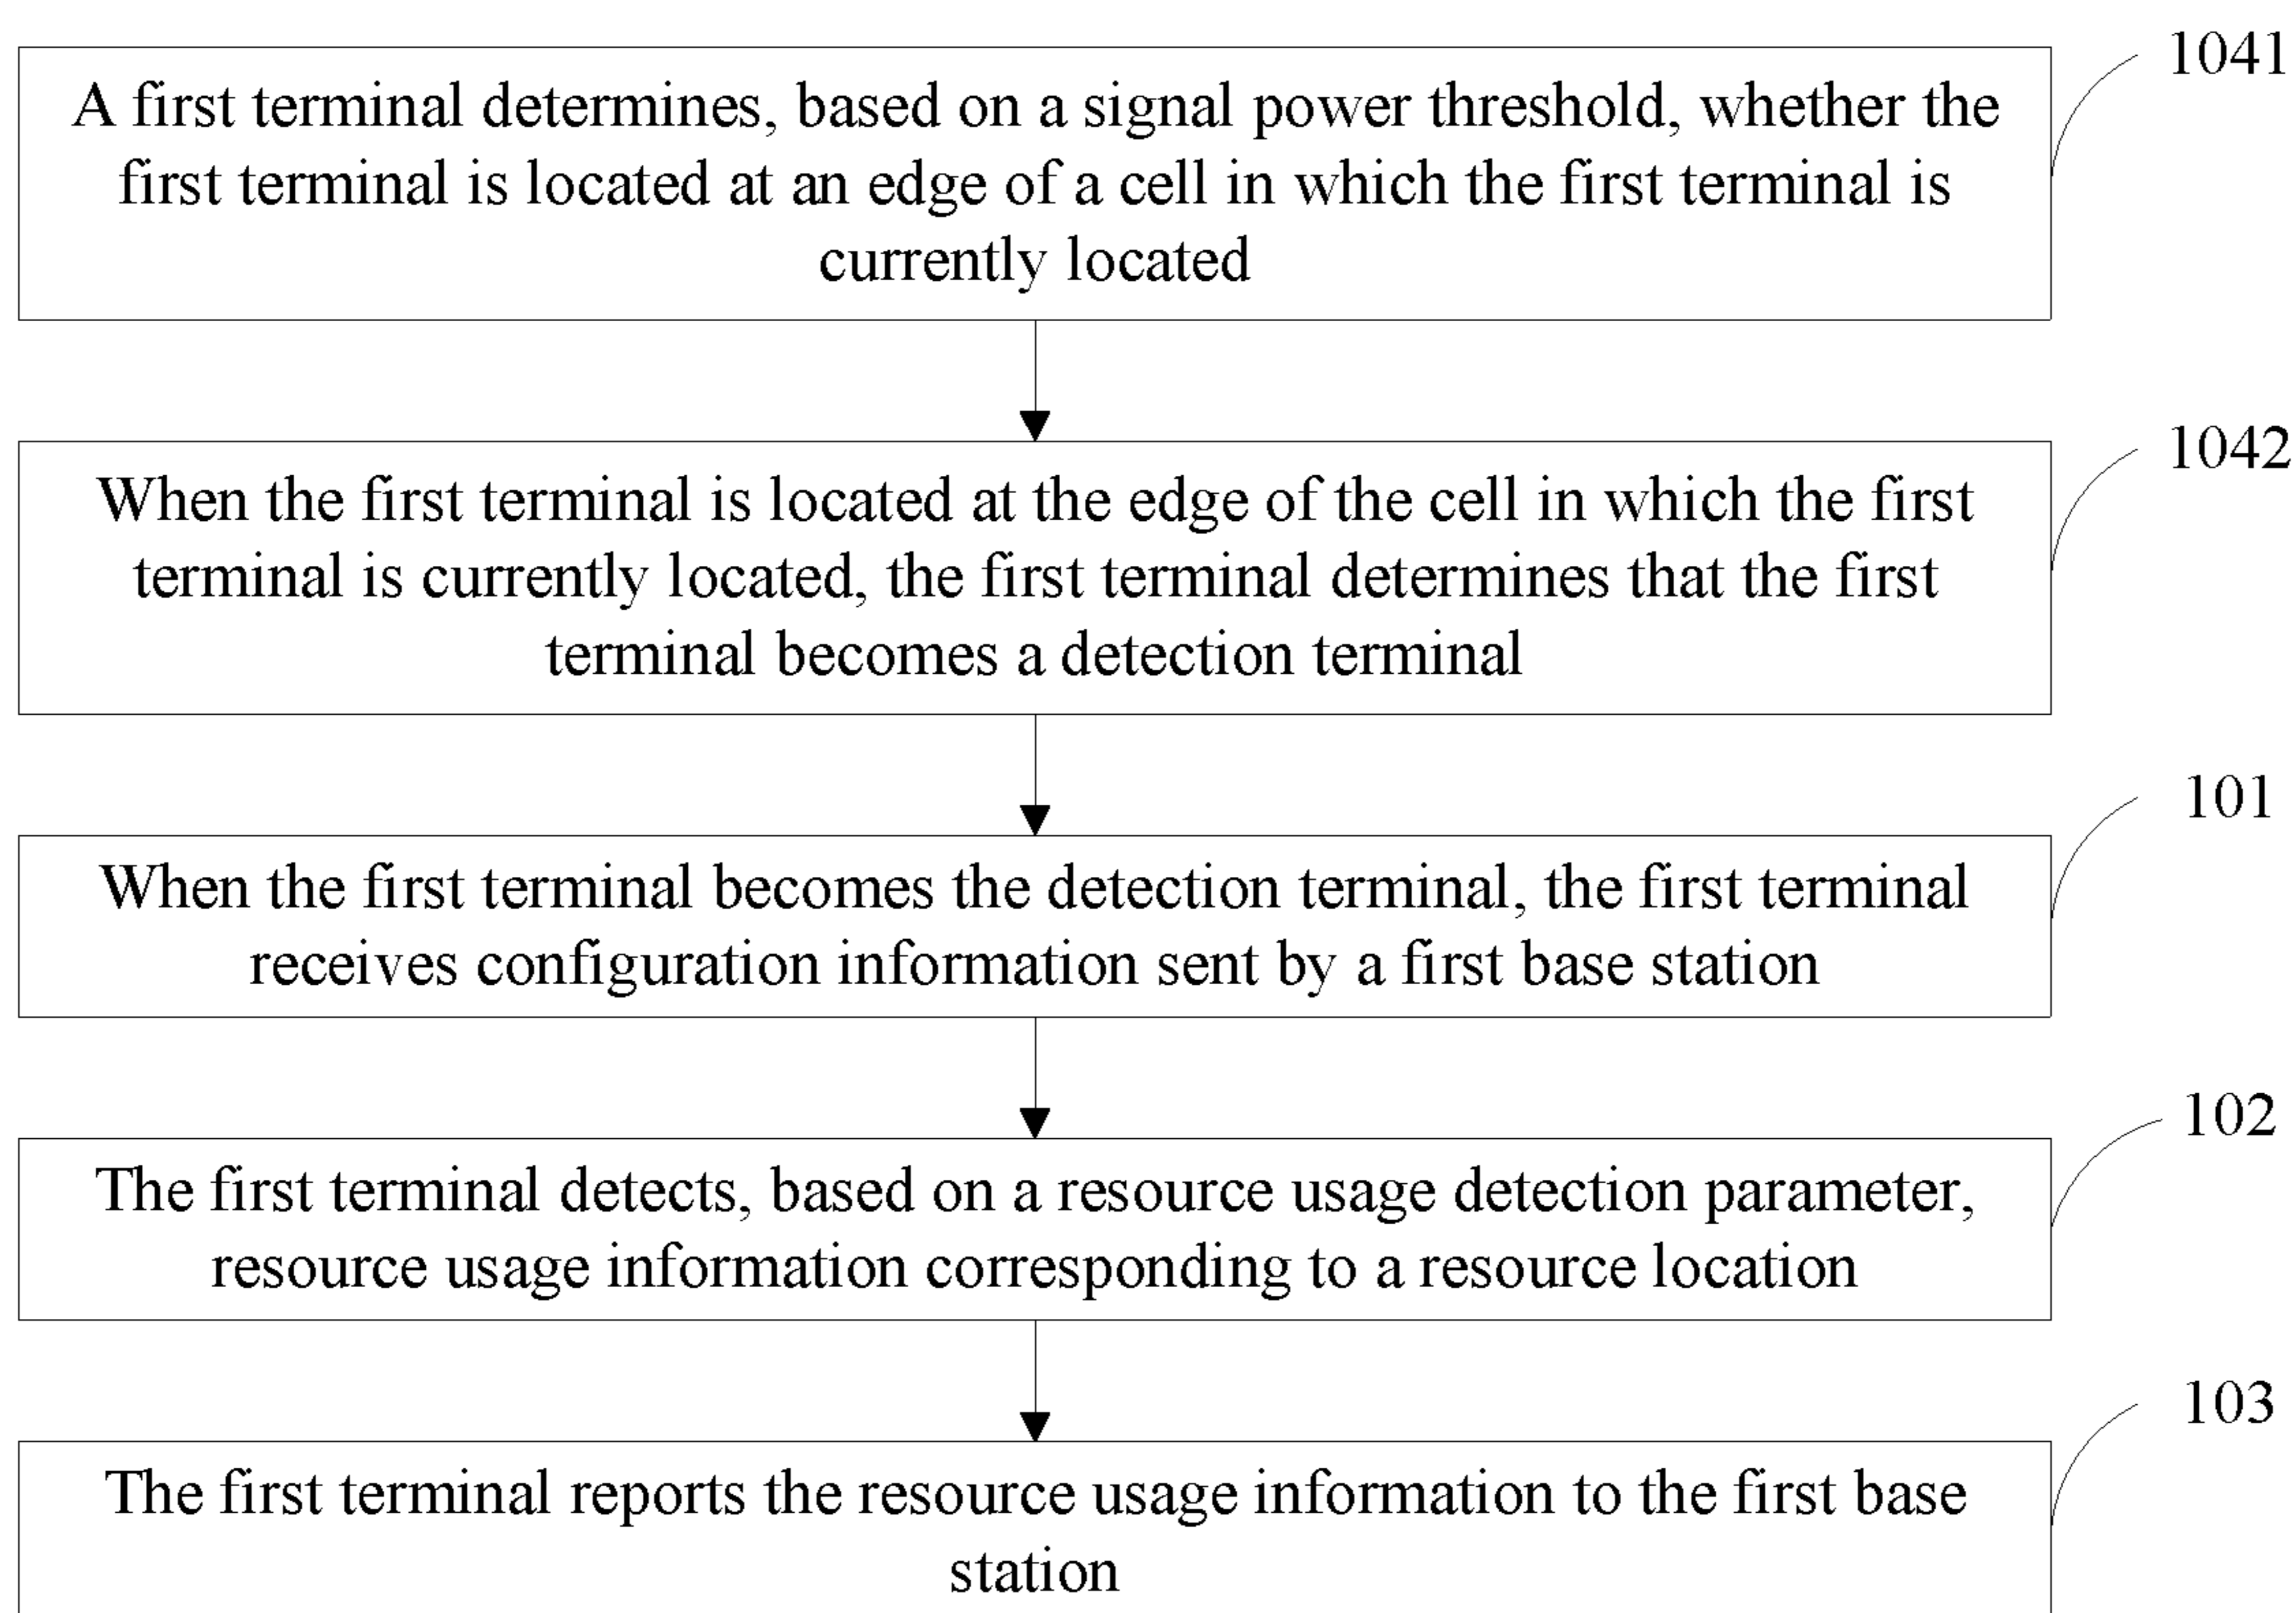 A first terminal determines, based on a signal power threshold, whether the
first terminal is located at an edge of a cell in which the first terminal is
currently located
1041
When the first terminal is located at the edge of the cell in which the first
terminal is currently located, the first terminal determines that the first
terminal becomes a detection terminal
1042
When the first terminal becomes the detection terminal, the first terminal
receives configuration information sent by a first base station
101
The first terminal detects, based on a resource usage detection parameter,
resource usage information corresponding to a resource location
102
The first terminal reports the resource usage information to the first base
station
103